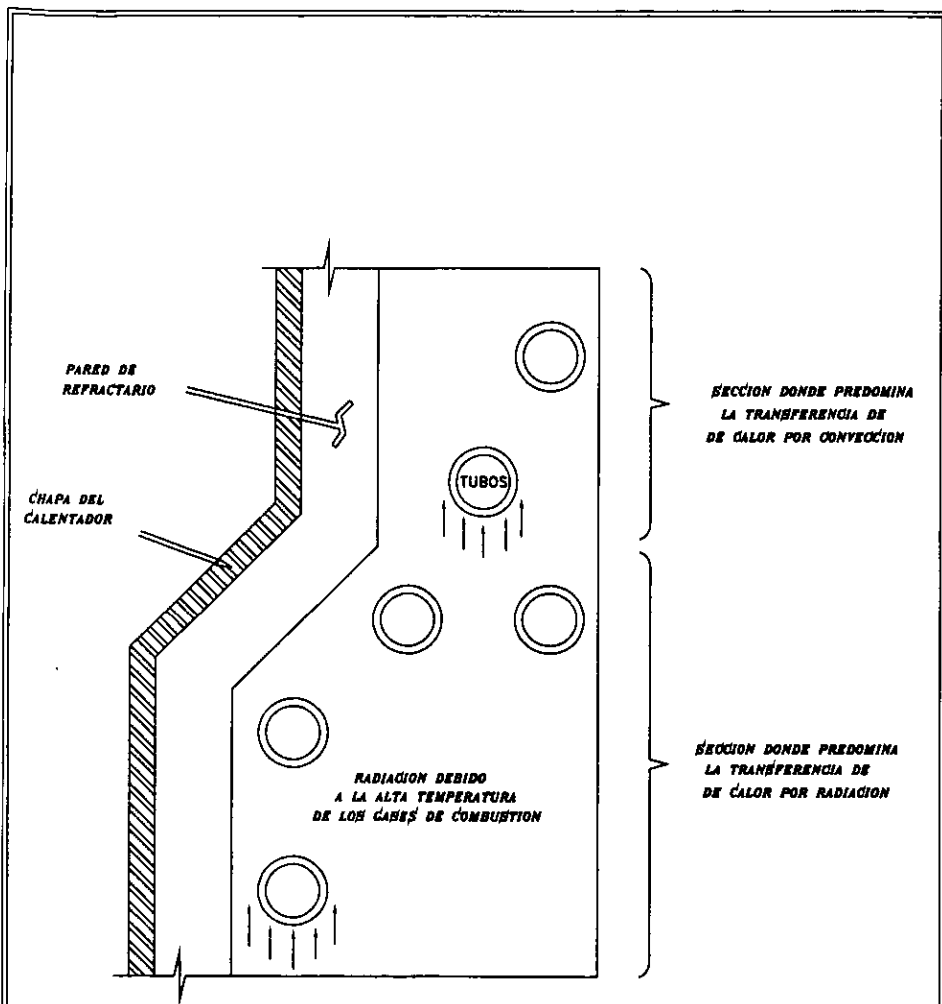 PARED DE
REFRACTARIO
SECCION DONDE PREDOMINA
LA TRANSFERENCIA DE
DE CALOR POR CONVECCION
TUBOS
CHAPA DEL
CALENTADOR
RADIACION DEBIDO
A LA ALTA TEMPERATURA
DE LOS GASES DE COMBUSTION
SECCION DONDE PREDOMINA
LA TRANSFERENCIA DE
DE CALOR POR RADIACION